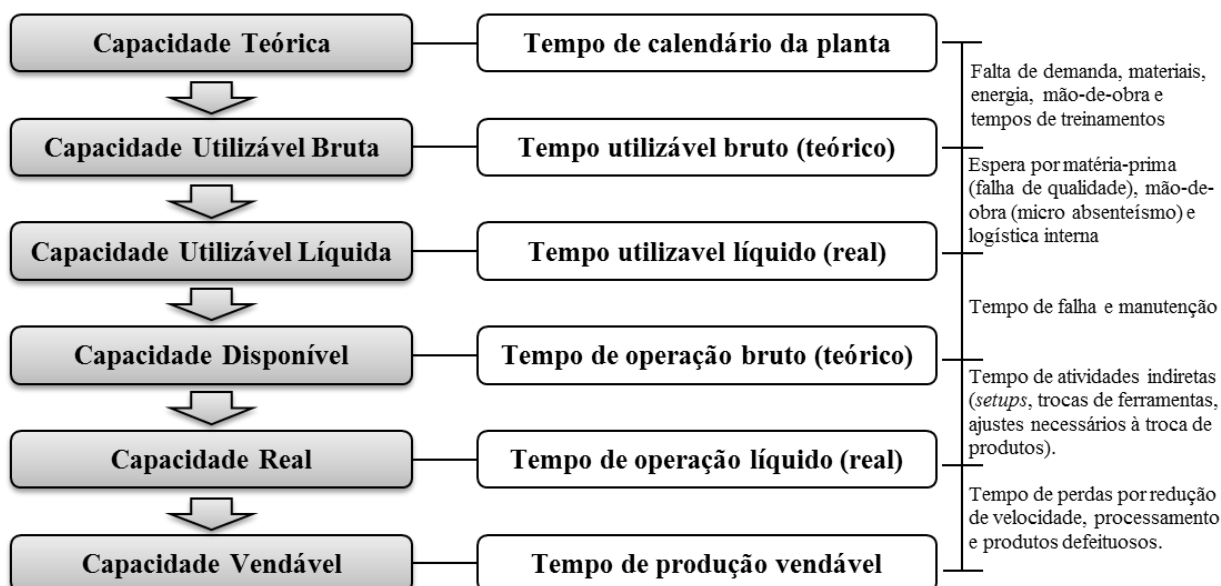 Capacidade Teórica
Tempo de calendário da planta
Falta de demanda, materiais,
energia, mão-de-obra e
tempos de treinamentos
Capacidade Utilizável Bruta
Tempo utilizável bruto (teórico)
Espera por matéria-prima
(falha de qualidade), mão-de-
obra (micro absenteísmo) e
logística interna
Capacidade Utilizável Líquida
Tempo utilizavel líquido (real)
Tempo de falha e manutenção
Capacidade Disponível
Tempo de operação bruto (teórico)
Tempo de atividades indiretas
(setups, trocas de ferramentas,
ajustes necessários à troca de
produtos).
Capacidade Real
Tempo de operação líquido (real)
Tempo de perdas por redução
de velocidade, processamento
e produtos defeituosos.
Capacidade Vendável
Tempo de produção vendável